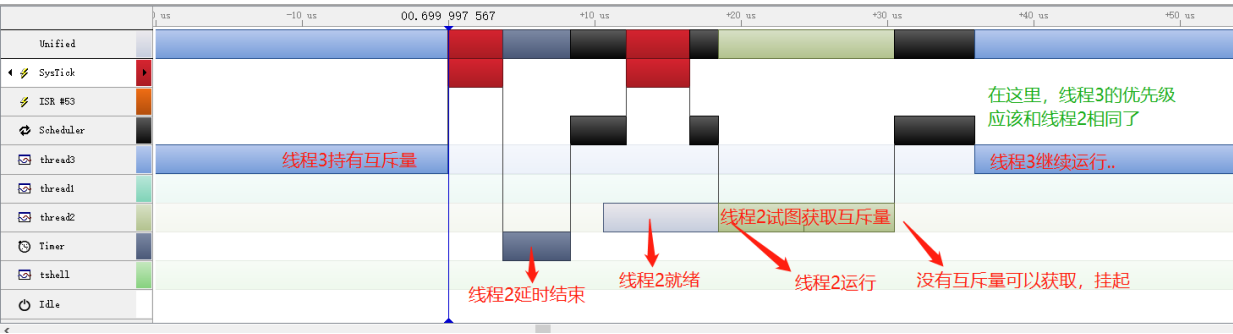 ) us
-10 us
00.699 997 567
+10 us
+20 us
+30 us
+40 us
+50 us
Unified
SysTick
ISR #53
Scheduler
thread3
thread1
thread2
Timer
tshell
Idle
在这里，线程3的优先级
应该和线程2相同了
线程3持有互斥量
线程3继续运行..
线程2试图获取互斥量
线程2延时结束
线程2就绪
线程2运行
没有互斥量可以获取，挂起